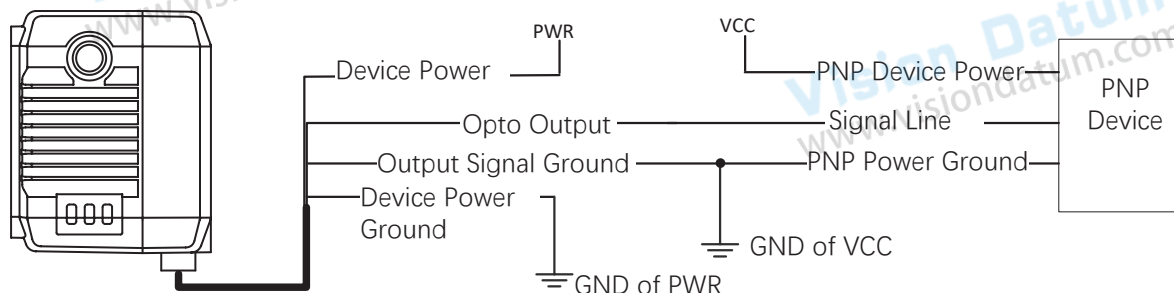 Vision Datum
www.visiondatum.com
PWR
VCC
Device Power
PNP Device Power
PNP
Device
Opto Output
Signal Line
Output Signal Ground
PNP Power Ground
Device Power
Ground
GND of VCC
GND of PWR